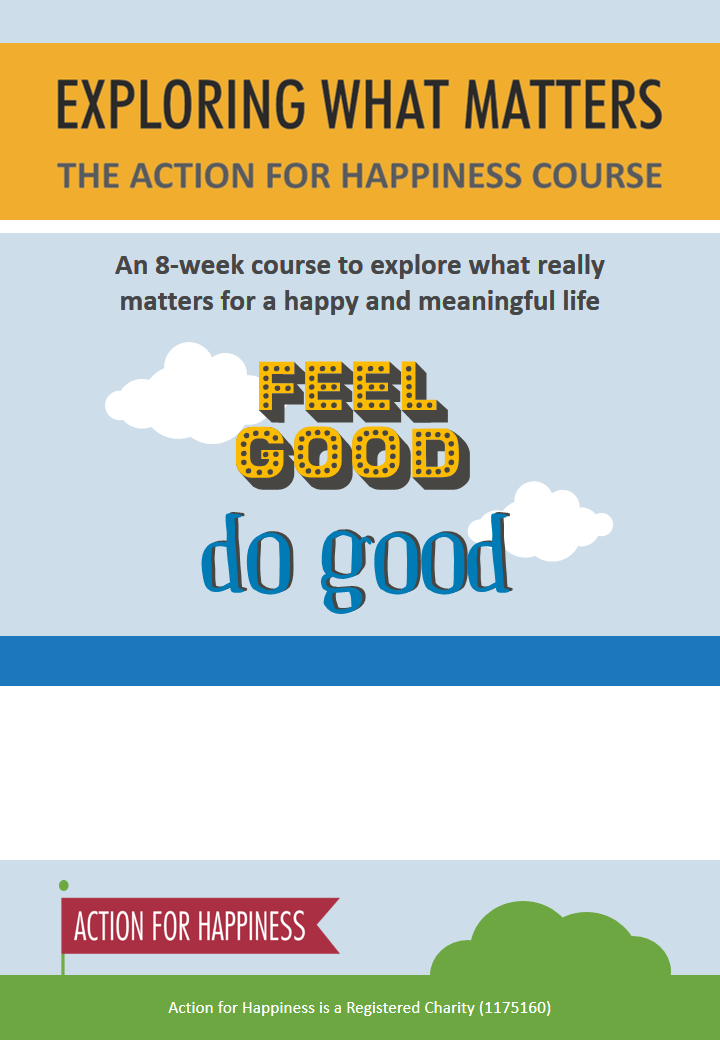 EXPLORING WHAT MATTERS
THE ACTION FOR HAPPINESS COURSE
An 8-week course to explore what really
matters for a happy and meaningful life
FEEL
GOOD
do good
ACTION FOR HAPPINESS
Action for Happiness is a Registered Charity (1175160)